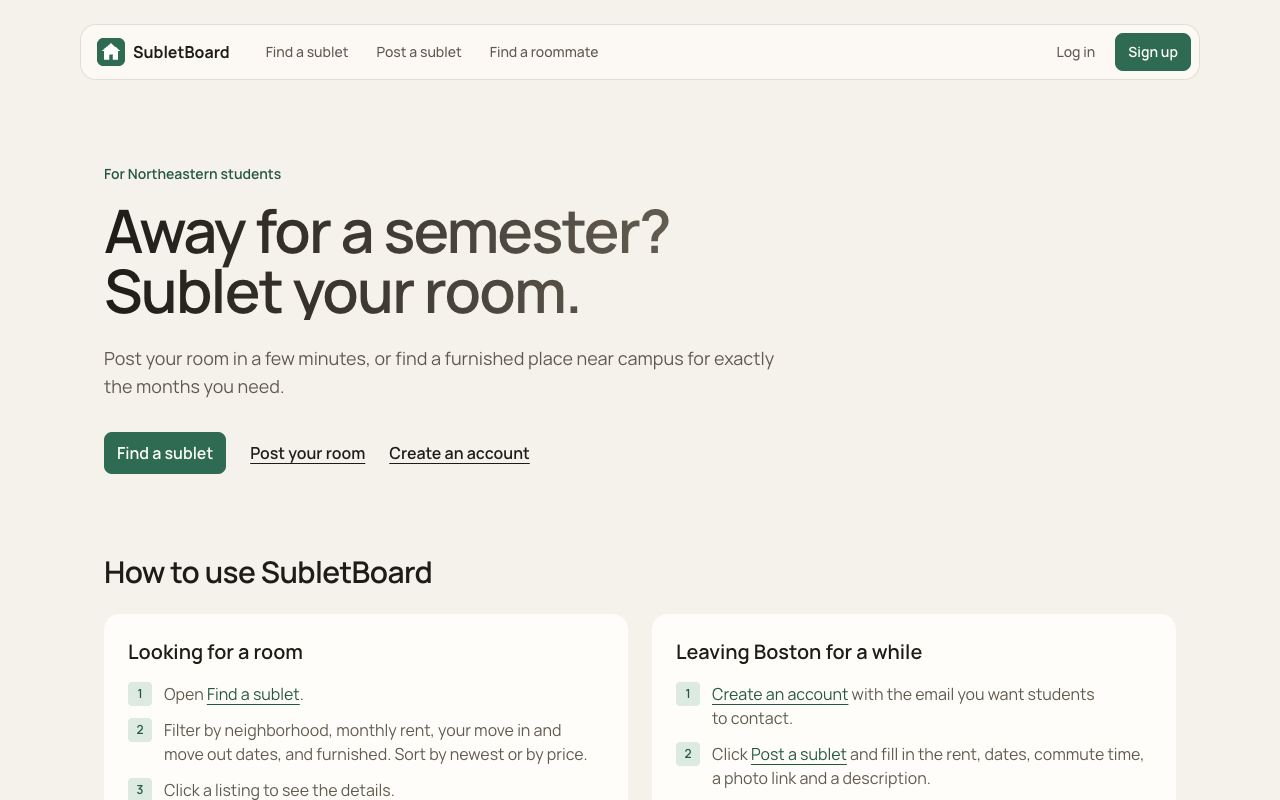 SubletBoard
Find a sublet
Post a sublet
Find a roommate
Log in
Sign up
For Northeastern students
Away for a semester?
Sublet your room.
Post your room in a few minutes, or find a furnished place near campus for exactly
the months you need.
Find a sublet
Post your room
Create an account
How to use SubletBoard
Looking for a room
1 Open Find a sublet.
2 Filter by neighborhood, monthly rent, your move in and
move out dates, and furnished. Sort by newest or by price.
3 Click a listing to see the details.
Leaving Boston for a while
1 Create an account with the email you want students
to contact.
2 Click Post a sublet and fill in the rent, dates, commute time,
a photo link and a description.